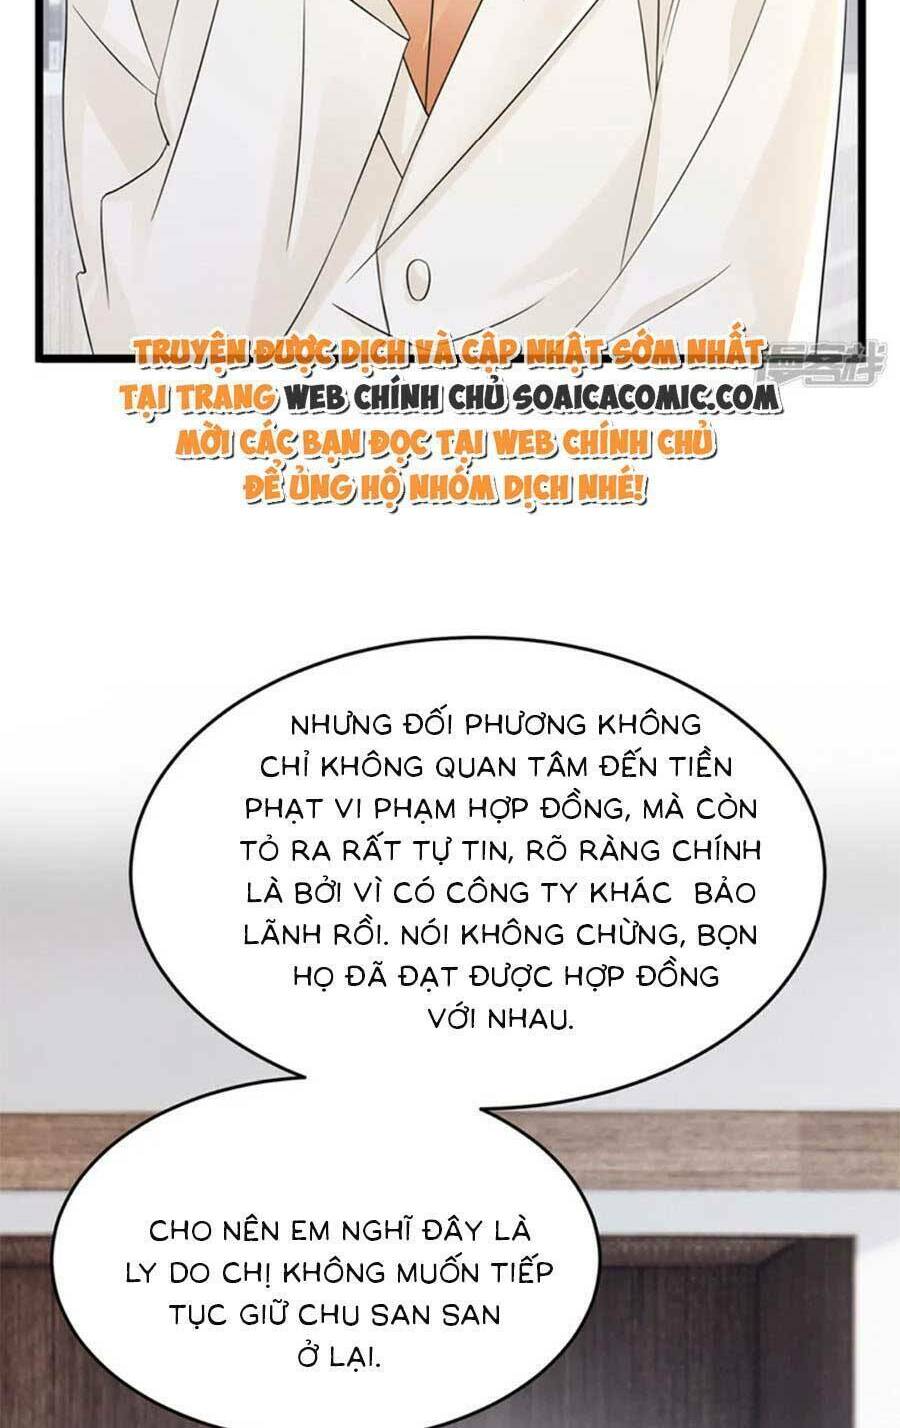 TRUYỆN ĐƯỢC DỊCH VÀ CẬP NHẬT SỚM NHẤT
TẠI TRANG WEB CHÍNH CHỦ SOAICACOMIC.COM
MỜI CÁC BẠN ĐỌC TẠI WEB CHÍNH CHỦ
ĐỂ ỦNG HỘ NHÓM DỊCH NHÉ!
NHƯNG ĐỐI PHƯƠNG KHÔNG
CHỈ KHÔNG QUAN TÂM ĐẾN TIỀN
PHẠT VI PHẠM HỢP ĐỒNG, MÀ CÒN
TỎ RA RẤT TỰ TIN, RÕ RÀNG CHÍNH
LÀ BỞI VÌ CÓ CÔNG TY KHÁC BẢO
LÃNH RỒI. NÓI KHÔNG CHỪNG, BỌN
HỌ ĐÃ ĐẠT ĐƯỢC HỢP ĐỒNG
VỚI NHAU.
CHO NÊN EM NGHĨ ĐÂY LÀ
LY DO CHỊ KHÔNG MUỐN TIẾP
TỤC GIỮ CHU SAN SAN
Ở LẠI.